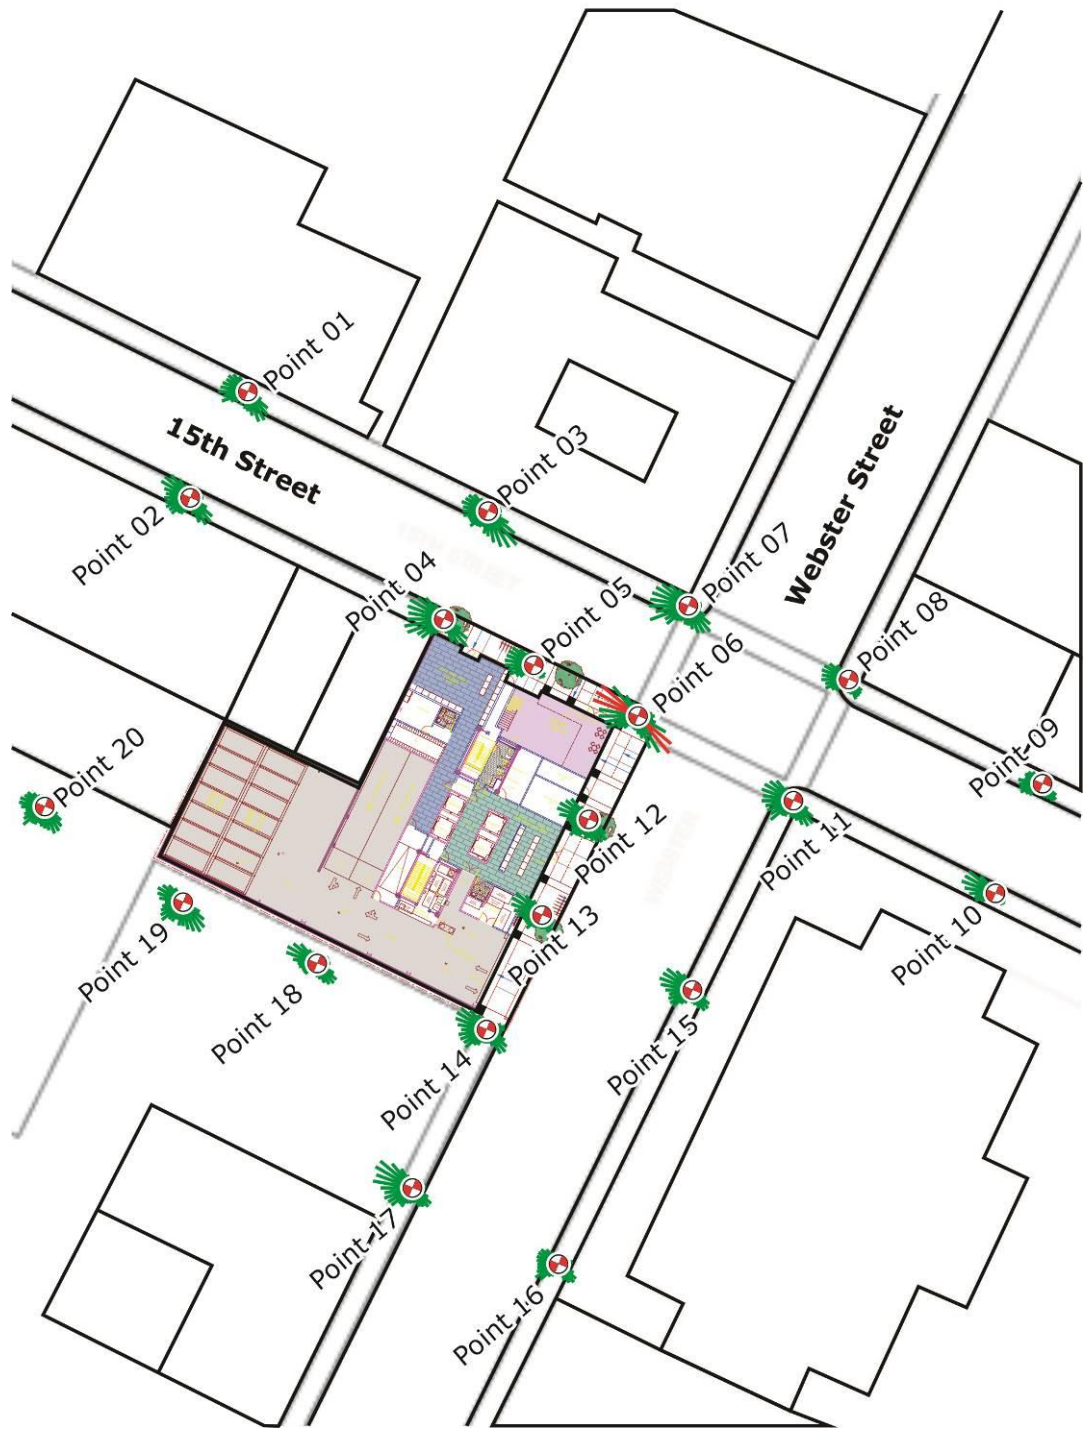 Point 01
15th Street
Point 03
Point 02
Webster Street
Point 07
Point 04
Point 05
Point 08
Point 06
15TH STREET
Point 09
Point 20
Point 12
Point 11
Point 10
Point 13
Point 19
Point 18
Point 15
Point 14
Point 17
Point 16